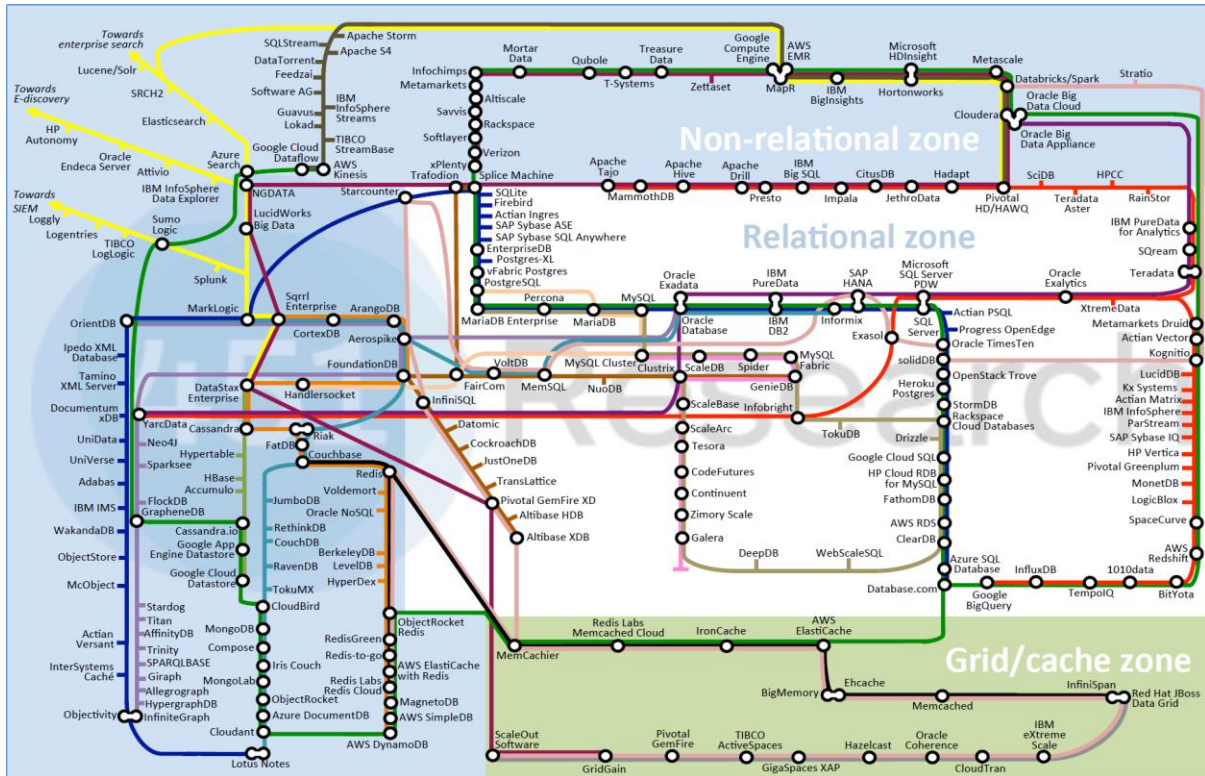 Towards
enterprise search
Lucene/Solr
SRCH2
Towards
E-discovery
Elasticsearch
HP
Autonomy
Oracle
Endeca Server
Attivio
IBM InfoSphere
Data Explorer
Azure
Search
NGDATA
LucidWorks
Big Data
Towards
SIEM
Loggly
Logentries
TIBCO
LogLogic
Sumo
Logic
Splunk
SQLStream
DataTorrent
Feedzai
Software AG
Guavus
Lokad
Google Cloud
Dataflow
Apache Storm
Apache S4
IBM
InfoSphere
Streams
TIBCO
StreamBase
AWS
Kinesis
Infochimps
Metamarkets
Altiscale
Savvis
Rackspace
Softlayer
Verizon
xPlenty
Trafodion
Splice Machine
Starcounter
Mortar
Data
Qubole
T-Systems
Treasure
Data
Zettaset
Google
Compute
Engine
AWS
EMR
MapR
IBM
BigInsights
Microsoft
HDInsight
Hortonworks
Metascale
Databricks/Spark
Stratio
Cloudera
Oracle Big
Data Cloud
Oracle Big
Data Appliance
Non-relational zone
Apache
Tajo
MammothDB
Apache
Hive
Apache
Drill
Presto
IBM
Big SQL
Impala
CitusDB
JethroData
Hadapt
Pivotal
HD/HAWQ
SciDB
Teradata
Aster
HPCC
RainStor
IBM PureData
for Analytics
SQream
Teradata
Relational zone
SQLite
Firebird
Actian Ingres
SAP Sybase ASE
SAP Sybase SQL Anywhere
EnterpriseDB
Postgres-XL
vFabric Postgres
PostgreSQL
MariaDB Enterprise
Percona
MariaDB
MySQL
Oracle
Exadata
Oracle
Database
IBM
PureData
IBM
DB2
Informix
SAP
HANA
Microsoft
SQL Server
PDW
SQL
Server
Oracle
Exalytics
XtremeData
Exasol
Actian PSQL
Progress OpenEdge
Oracle TimesTen
solidDB
OpenStack Trove
Heroku
Postgres
StormDB
Rackspace
Cloud Databases
Drizzle
Google Cloud SQL
HP Cloud RDB
for MySQL
FathomDB
AWS RDS
ClearDB
Azure SQL
Database
Database.com
Metamarkets Druid
Actian Vector
Kognitio
LucidDB
Kx Systems
Actian Matrix
IBM InfoSphere
ParStream
SAP Sybase IQ
HP Vertica
Pivotal Greenplum
MonetDB
LogicBlox
SpaceCurve
AWS
Redshift
BitYota
1010data
TempoIQ
InfluxDB
Google
BigQuery
MarkLogic
Sqrrl
Enterprise
CortexDB
ArangoDB
Aerospike
FoundationDB
DataStax
Enterprise
Handlersocket
InfiniSQL
FairCom
VoltDB
MemSQL
NuoDB
MySQL Cluster
Clustrix
ScaleDB
Spider
MySQL
Fabric
GenieDB
Infobright
TokuDB
ScaleBase
ScaleArc
Tesora
CodeFutures
Continuent
Zimory Scale
Galera
DeepDB
WebScaleSQL
Research
OrientDB
Ipedo XML
Database
Tamino
XML Server
Documentum
xDB
UniData
UniVerse
Adabas
IBM IMS
WakandaDB
ObjectStore
McObject
Actian
Versant
InterSystems
Caché
Objectivity
YarcData
Neo4J
Sparksee
FlockDB
GrapheneDB
Stardog
Titan
AffinityDB
Trinity
SPARQLBASE
Giraph
Allegrograph
HypergraphDB
InfiniteGraph
Cassandra
Hypertable
HBase
Accumulo
Cassandra.io
Google App
Engine Datastore
Google Cloud
Datastore
CloudBird
MongoDB
Compose
Iris Couch
MongoLab
ObjectRocket
Azure DocumentDB
Cloudant
Lotus Notes
Riak
FatDB
Couchbase
JumboDB
RethinkDB
CouchDB
RavenDB
TokuMX
Redis
Voldemort
Oracle NoSQL
BerkeleyDB
LevelDB
HyperDex
ObjectRocket
Redis
RedisGreen
Redis-to-go
AWS ElastiCache
with Redis
Redis Labs
Redis Cloud
MagnetoDB
AWS SimpleDB
AWS DynamoDB
Datomic
CockroachDB
JustOneDB
TransLattice
Pivotal GemFire XD
Altibase HDB
Altibase XDB
MemCachier
Redis Labs
Memcached Cloud
IronCache
AWS
ElastiCache
Grid/cache zone
BigMemory
Ehcache
Memcached
InfiniSpan
Red Hat JBoss
Data Grid
ScaleOut
Software
GridGain
Pivotal
GemFire
TIBCO
ActiveSpaces
GigaSpaces XAP
Hazelcast
Oracle
Coherence
CloudTran
IBM
eXtreme
Scale